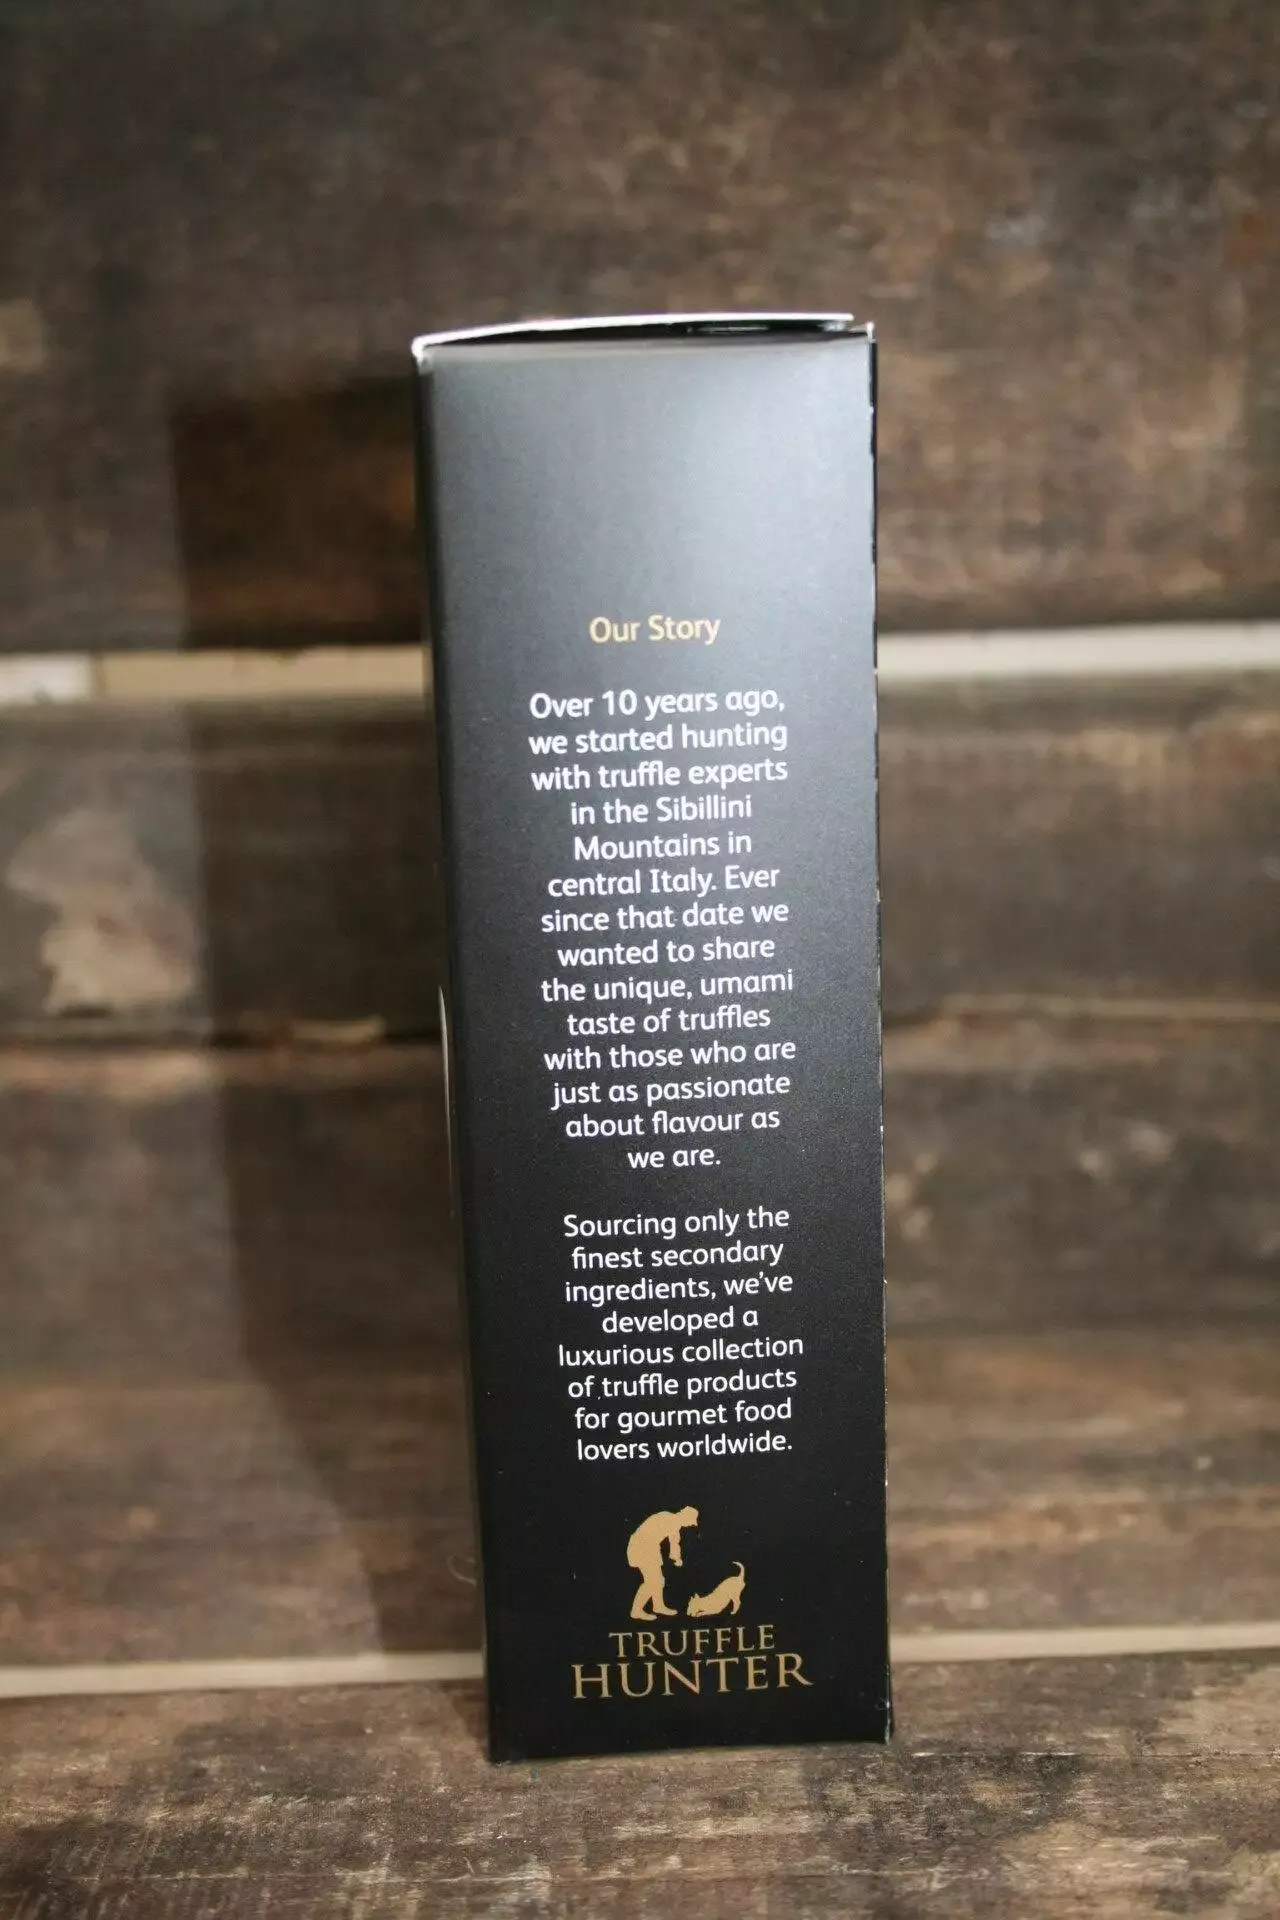 Our Story
Over 10 years ago,
we started hunting
with truffle experts
in the Sibillini
Mountains in
central Italy. Ever
since that date we
wanted to share
the unique, umami
taste of truffles
with those who are
just as passionate
about flavour as
we are.
Sourcing only the
finest secondary
ingredients, we've
developed a
luxurious collection
of truffle products
for gourmet food
lovers worldwide.
TRUFFLE
HUNTER